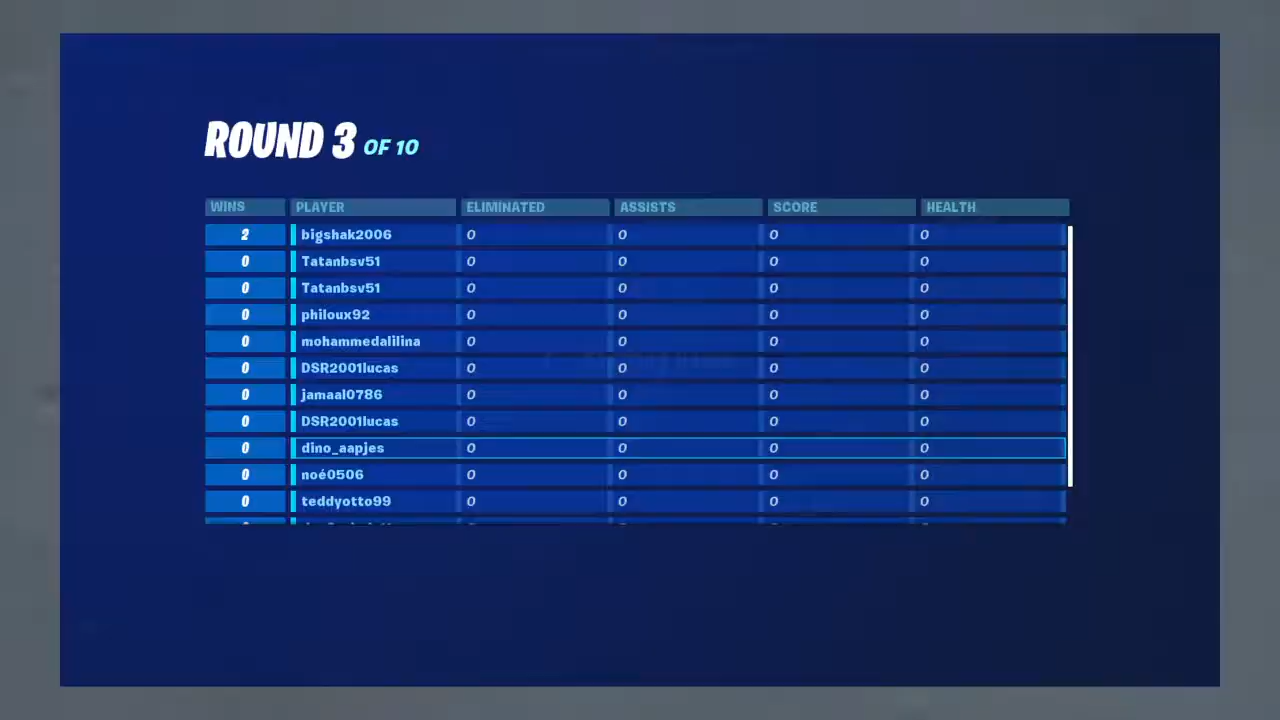 ROUND 3 OF 10
WINS PLAYER ELIMINATED ASSISTS SCORE HEALTH
2 bigshak2006 0 0 0 0
0 Tatanbsv51 0 0 0 0
0 Tatanbsv51 0 0 0 0
0 philoux92 0 0 0 0
0 mohammedalilina 0 0 0 0
0 DSR2001lucas 0 0 0 0
0 jamaal0786 0 0 0 0
0 DSR2001lucas 0 0 0 0
0 dino_aapjes 0 0 0 0
0 noé0506 0 0 0 0
0 teddyotto99 0 0 0 0